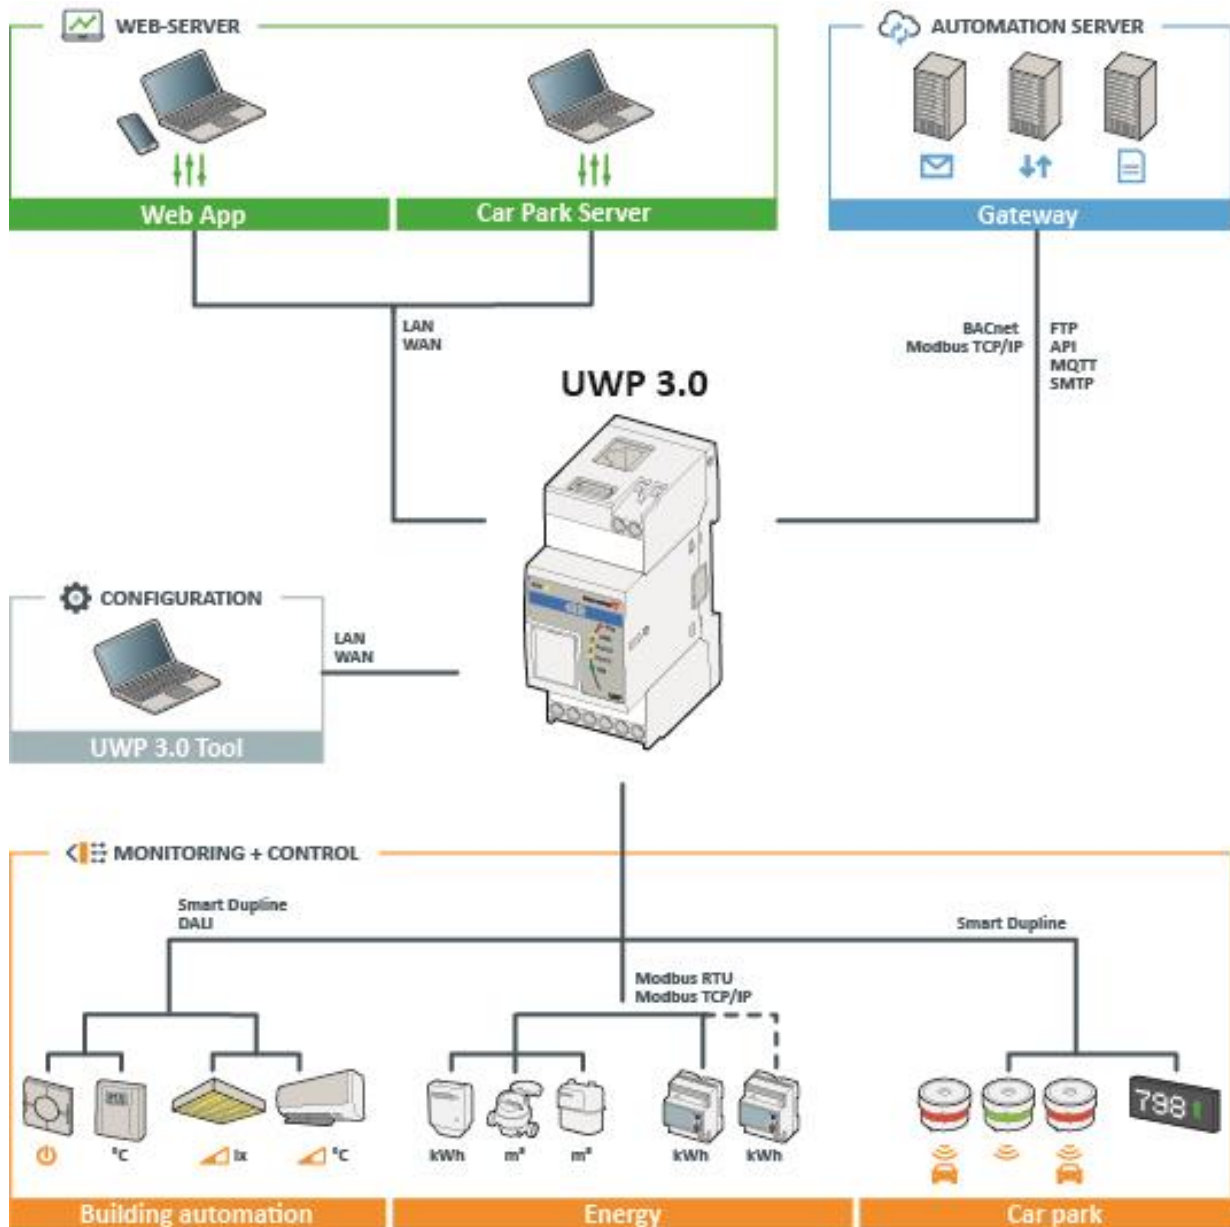 WEB-SERVER
AUTOMATION SERVER
Web App
Car Park Server
Gateway
LAN
WAN
BACnet
Modbus TCP/IP
FTP
API
MQTT
SMTP
UWP 3.0
CONFIGURATION
LAN
WAN
UWP 3.0 Tool
MONITORING + CONTROL
Smart Dupline
DALI
Smart Dupline
Modbus RTU
Modbus TCP/IP
798
°C
lx
°C
kWh
m³
m³
kWh
kWh
Building automation
Energy
Car park